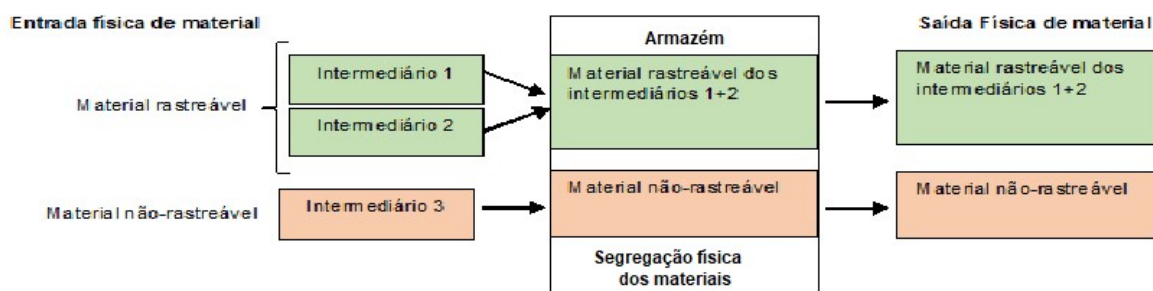 Entrada física de material
Saída Física de material
Armazém
Material rastreável
Intermediário 1
Intermediário 2
Material rastreável dos
intermediários 1+2
Material rastreável dos
intermediários 1+2
Material não-rastreável
Intermediário 3
Material não-rastreável
Material não-rastreável
Segregação física
dos materiais